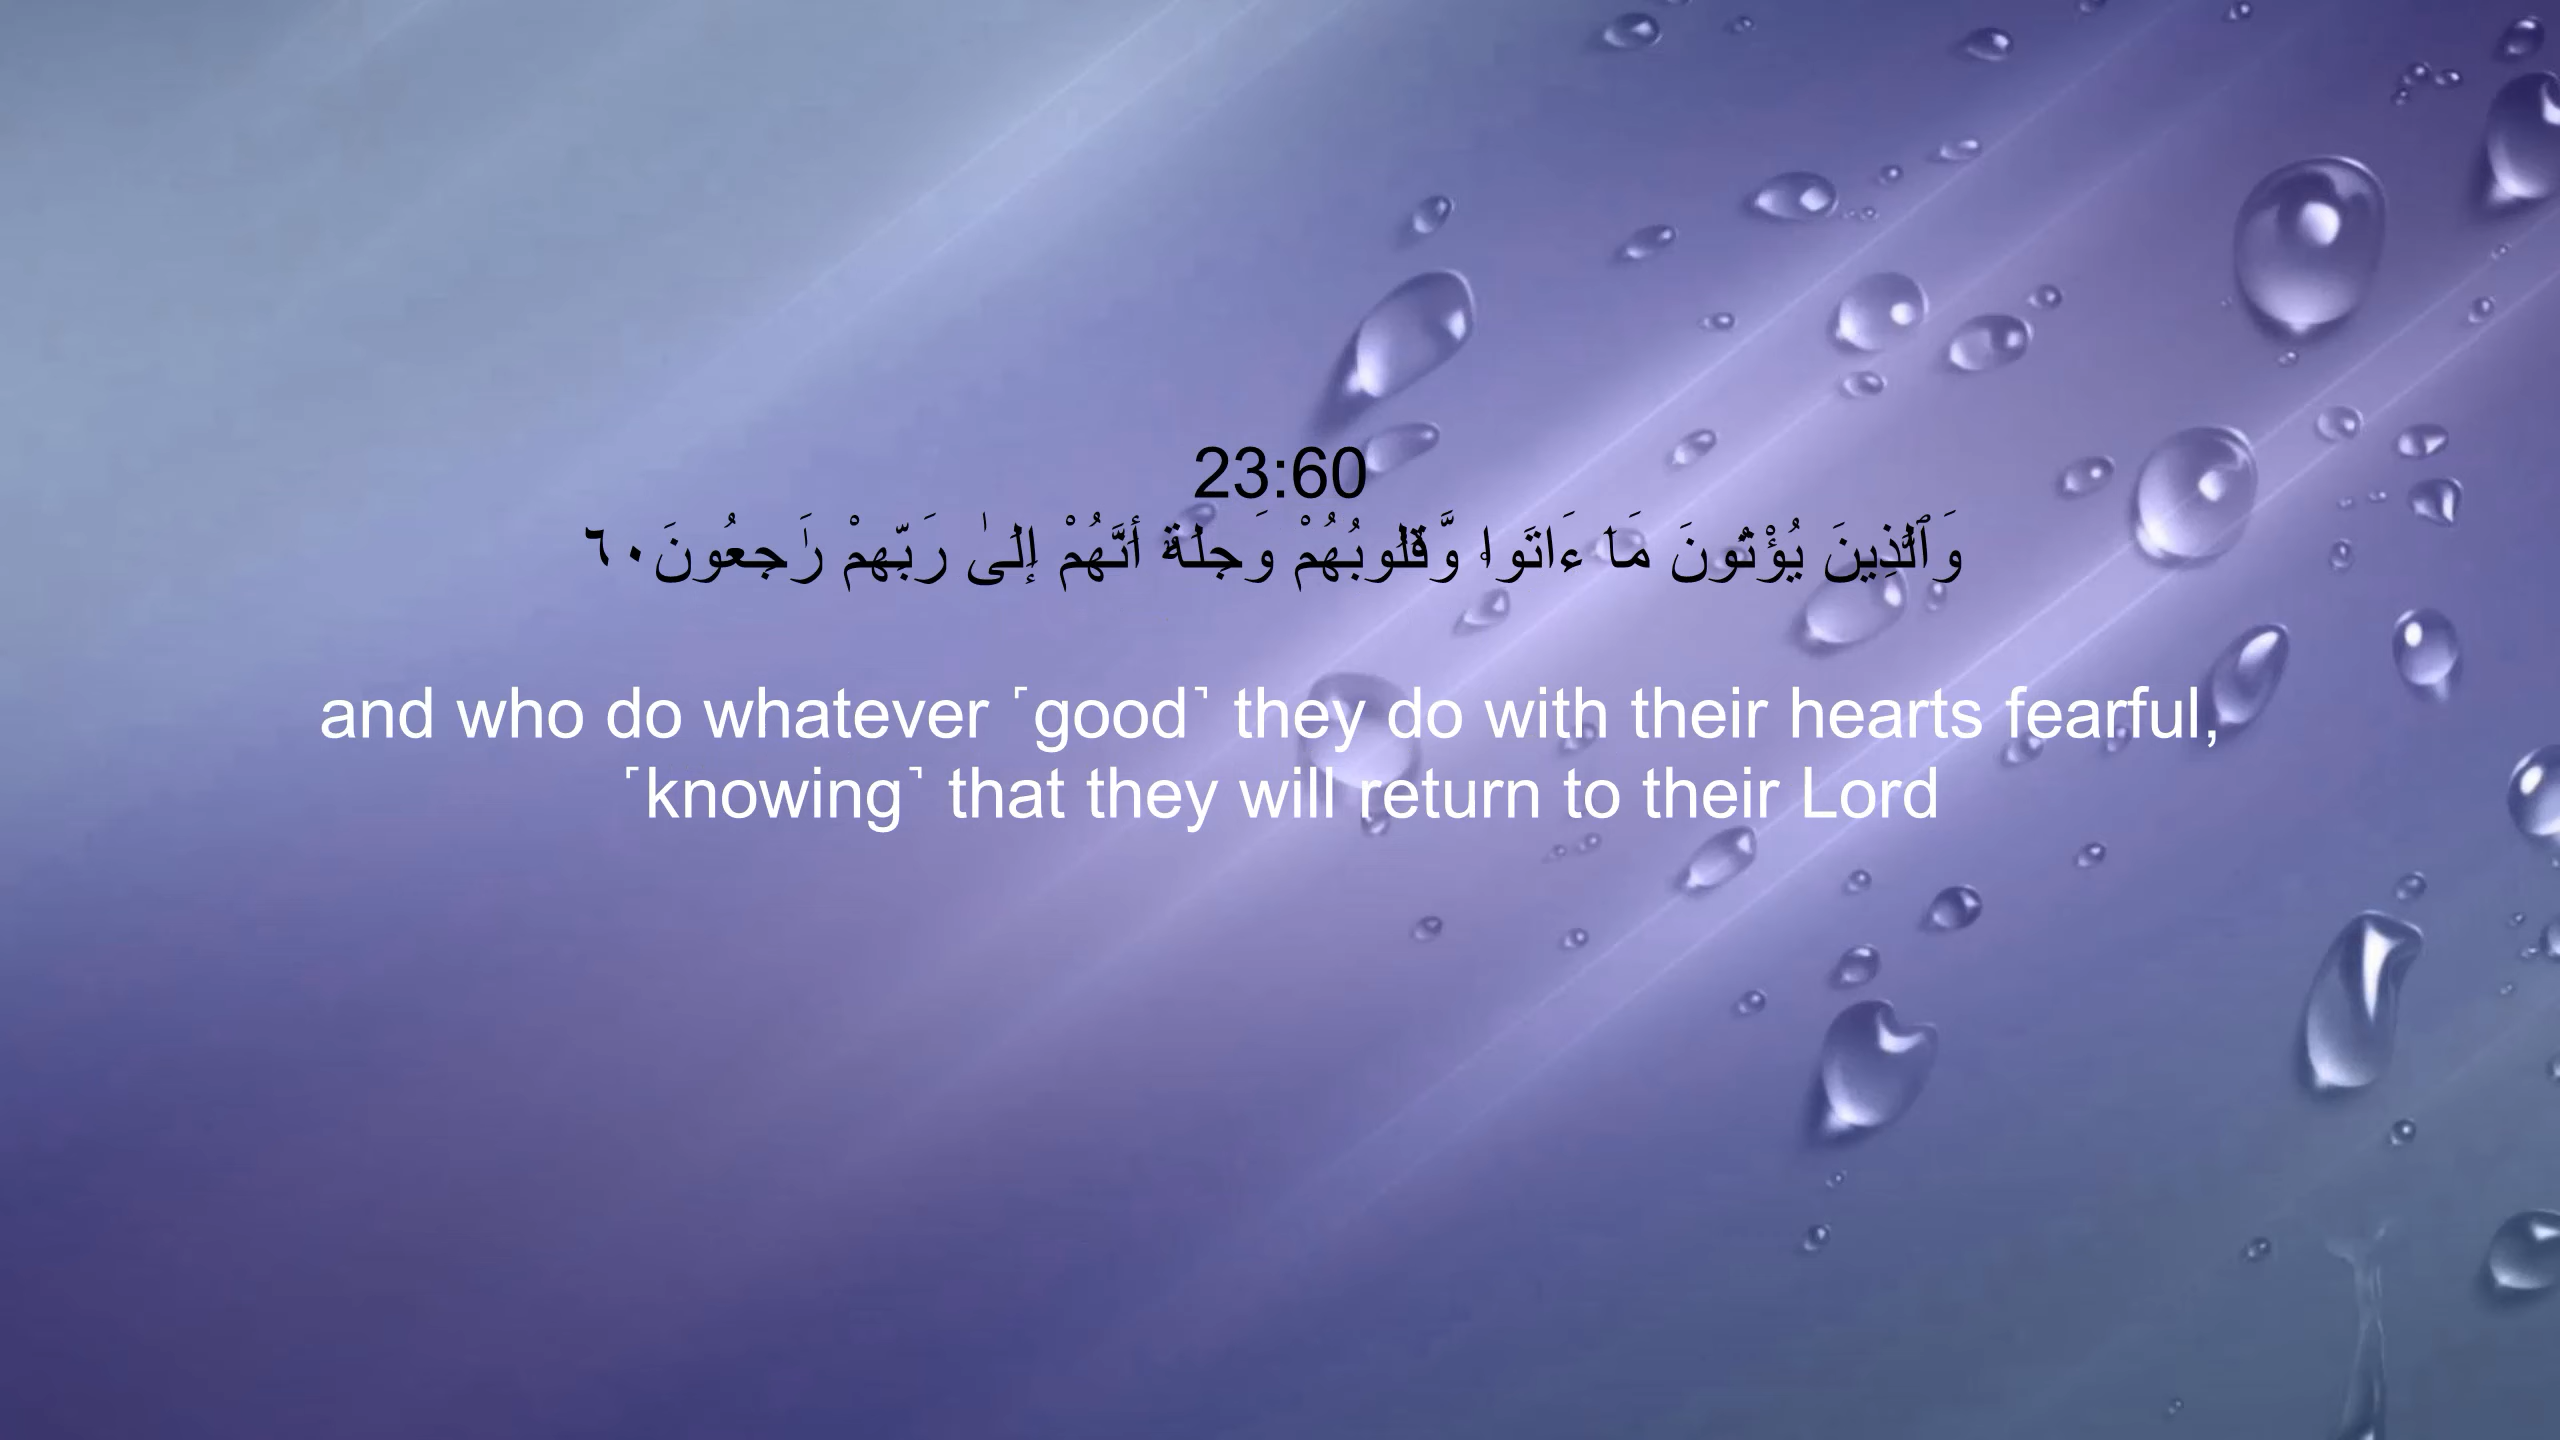 23:60
وَٱلَّذِينَ يُؤْتُونَ مَآ ءَاتَوا۟ وَّقُلُوبُهُمْ وَجِلَةٌ أَنَّهُمْ إِلَىٰ رَبِّهِمْ رَٰجِعُونَ٦٠
and who do whatever ˹good˺ they do with their hearts fearful,
˹knowing˺ that they will return to their Lord